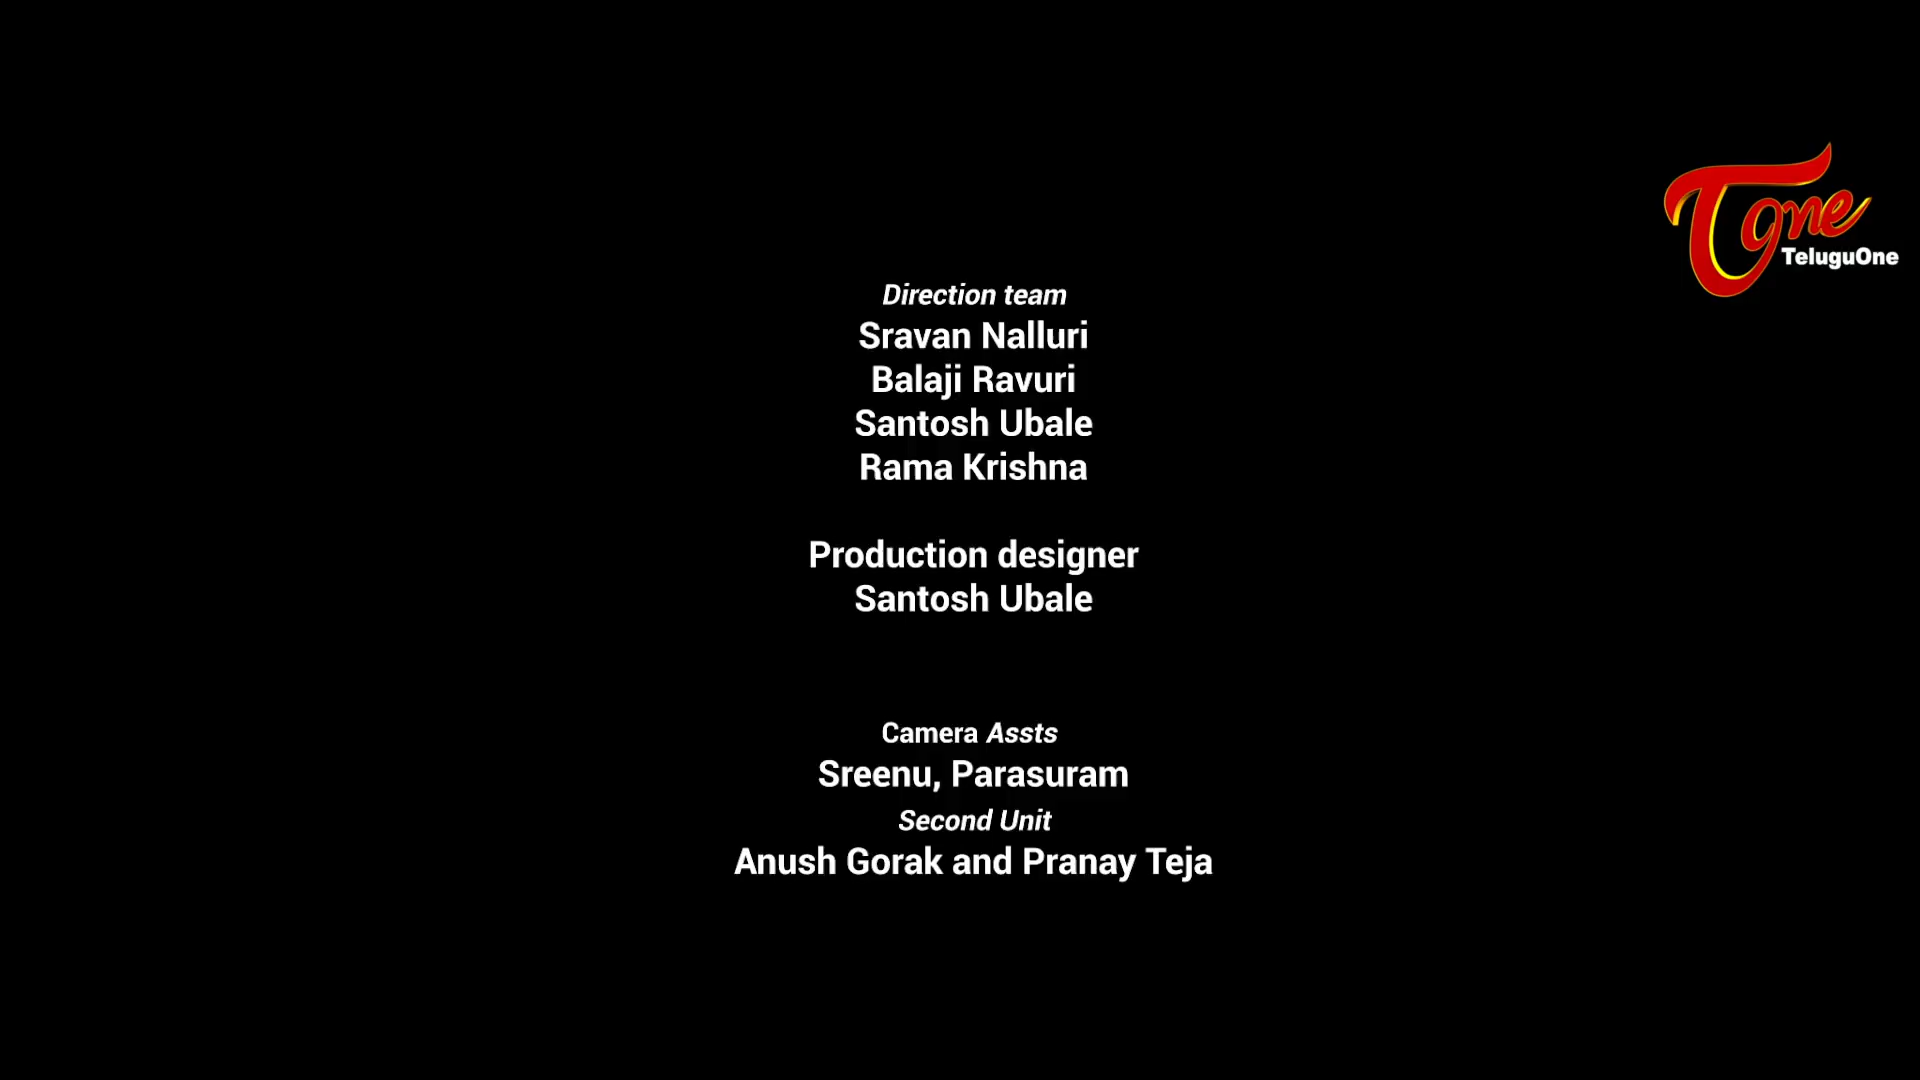 Tone
TeluguOne
Direction team
Sravan Nalluri
Balaji Ravuri
Santosh Ubale
Rama Krishna
Production designer
Santosh Ubale
Camera Assts
Sreenu, Parasuram
Second Unit
Anush Gorak and Pranay Teja